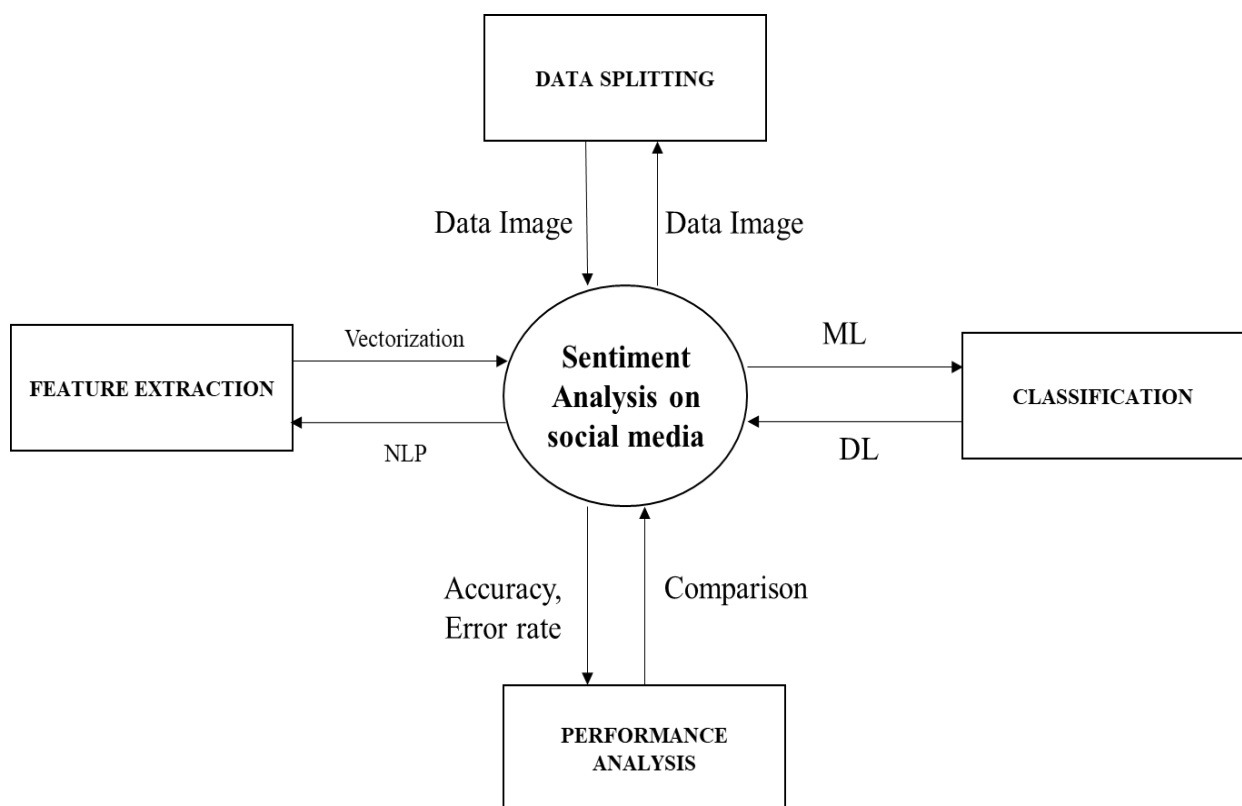 DATA SPLITTING
Data Image
Data Image
Vectorization
ML
FEATURE EXTRACTION
Sentiment
Analysis on
social media
CLASSIFICATION
NLP
DL
Accuracy,
Error rate
Comparison
PERFORMANCE
ANALYSIS